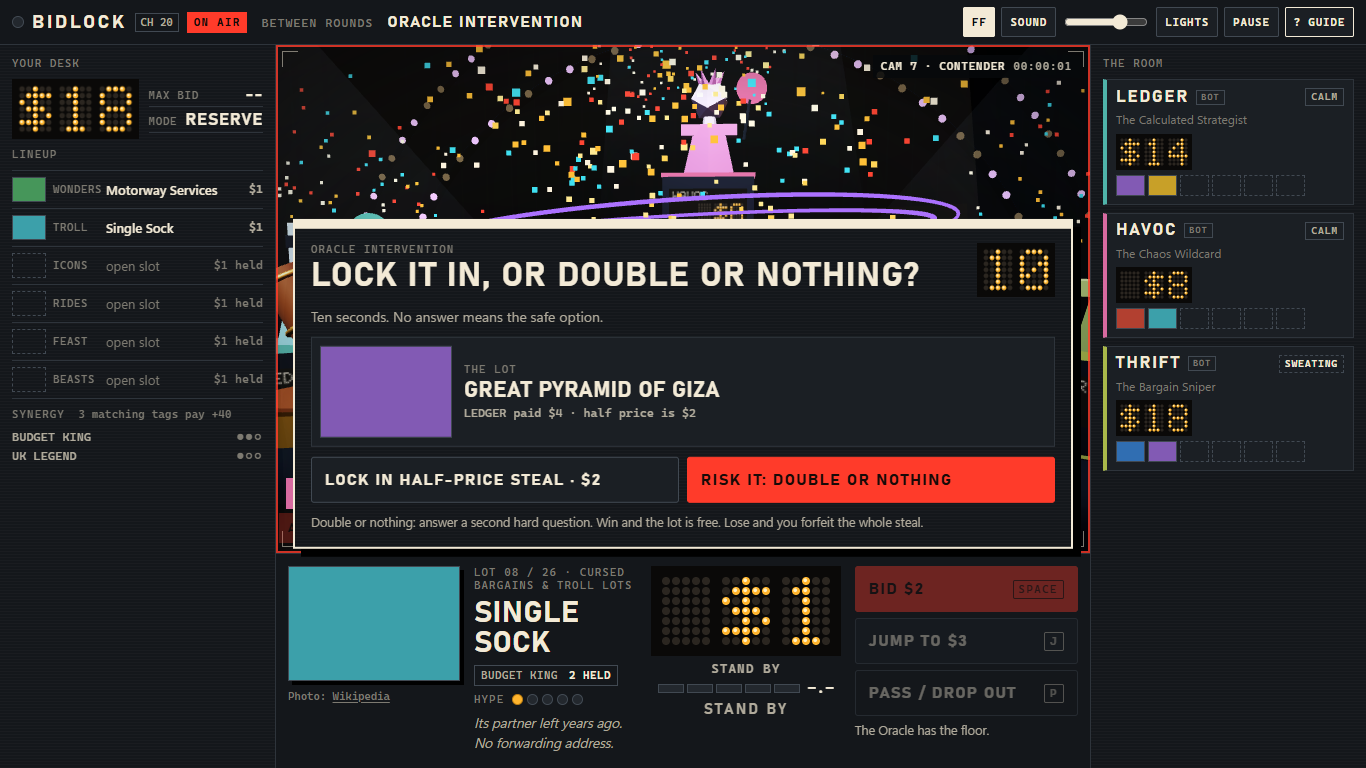 BIDLOCK CH 20 ON AIR BETWEEN ROUNDS ORACLE INTERVENTION FF SOUND LIGHTS PAUSE ? GUIDE
YOUR DESK
$18
MAX BID --
MODE RESERVE
LINEUP
WONDERS Motorway Services $1
TROLL Single Sock $1
ICONS open slot $1 held
RIDES open slot $1 held
FEAST open slot $1 held
BEASTS open slot $1 held
SYNERGY 3 matching tags pay +40
BUDGET KING
UK LEGEND
CAM 7 · CONTENDER 00:00:01
ORACLE INTERVENTION
LOCK IT IN, OR DOUBLE OR NOTHING?
10
Ten seconds. No answer means the safe option.
THE LOT
GREAT PYRAMID OF GIZA
LEDGER paid $4 · half price is $2
LOCK IN HALF-PRICE STEAL · $2
RISK IT: DOUBLE OR NOTHING
Double or nothing: answer a second hard question. Win and the lot is free. Lose and you forfeit the whole steal.
Photo: Wikipedia
LOT 08 / 26 · CURSED
BARGAINS & TROLL LOTS
SINGLE
SOCK
BUDGET KING 2 HELD
HYPE
Its partner left years ago.
No forwarding address.
$1
STAND BY
-.-
STAND BY
BID $2 SPACE
JUMP TO $3 J
PASS / DROP OUT P
The Oracle has the floor.
THE ROOM
LEDGER BOT CALM
The Calculated Strategist
$14
HAVOC BOT CALM
The Chaos Wildcard
$8
THRIFT BOT SWEATING
The Bargain Sniper
$18